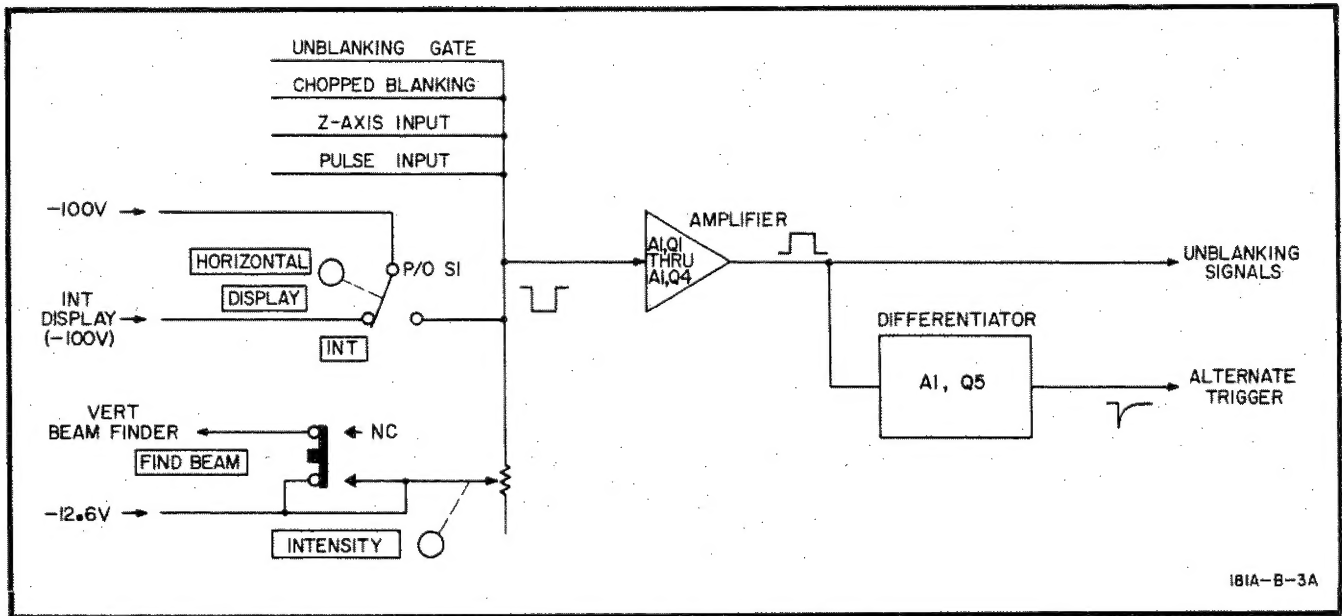 UNBLANKING GATE
CHOPPED BLANKING
Z-AXIS INPUT
PULSE INPUT
-100V
HORIZONTAL
DISPLAY
P/O S1
INT
DISPLAY
(-100V)
INT
VERT
BEAM FINDER
NC
FIND BEAM
-12.6V
INTENSITY
AMPLIFIER
A1,Q1
THRU
A1,Q4
UNBLANKING
SIGNALS
DIFFERENTIATOR
A1, Q5
ALTERNATE
TRIGGER
181A-B-3A